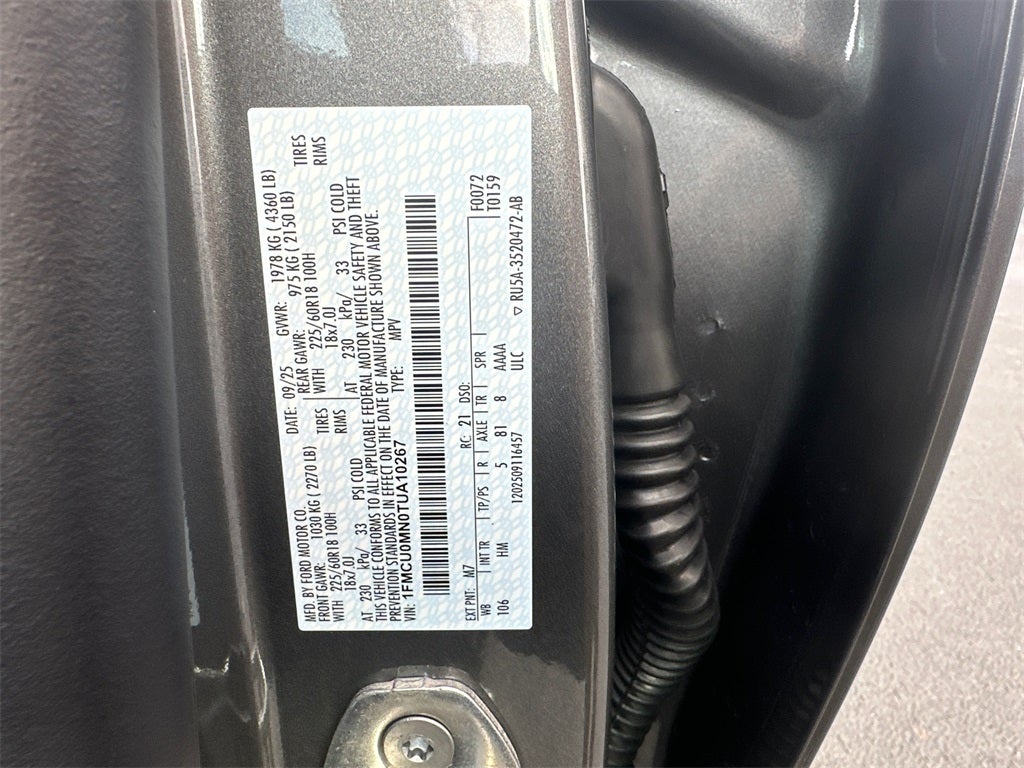 MFD. BY FORD MOTOR CO.
DATE: 09/25 GVWR: 1978 KG ( 4360 LB)
FRONT GAWR: 1030 KG ( 2270 LB) REAR GAWR: 975 KG ( 2150 LB)
WITH 225/60R18 100H TIRES WITH 225/60R18 100H TIRES
18x7.0J RIMS 18x7.0J RIMS
AT 230 kPa/ 33 PSI COLD AT 230 kPa/ 33 PSI COLD
THIS VEHICLE CONFORMS TO ALL APPLICABLE FEDERAL MOTOR VEHICLE SAFETY AND THEFT
PREVENTION STANDARDS IN EFFECT ON THE DATE OF MANUFACTURE SHOWN ABOVE.
VIN: 1FMCU0MN0TUA10267 TYPE: MPV
EXT PNT: M7 RC: 21 DSO: F0072
WB INT TR TP/PS R AXLE TR SPR T0159
106 HM 5 81 8 AAAA
1202509116457 ULC ▽ RU5A-3520472-AB